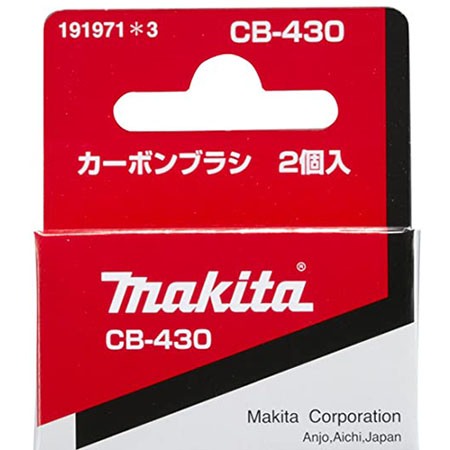 191971*3 CB-430
カーボンブラシ 2個入
makita®
CB-430
Makita Corporation
Anjo,Aichi,Japan